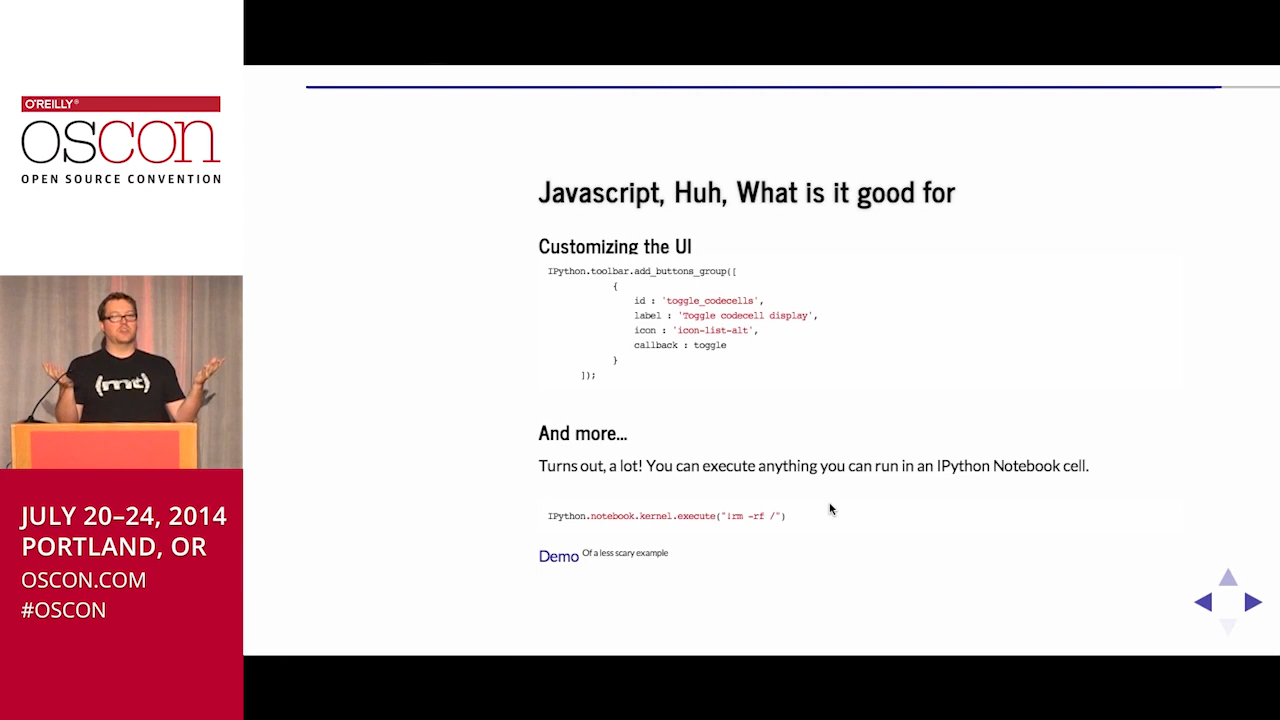 O'REILLY®
OSCON
OPEN SOURCE CONVENTION
(mt)
JULY 20–24, 2014
PORTLAND, OR
OSCON.COM
#OSCON
Javascript, Huh, What is it good for
Customizing the UI
IPython.toolbar.add_buttons_group([
{
id : 'toggle_codecells',
label : 'Toggle codecell display',
icon : 'icon-list-alt',
callback : toggle
}
]);
And more...
Turns out, a lot! You can execute anything you can run in an IPython Notebook cell.
IPython.notebook.kernel.execute("!rm -rf /")
Demo Of a less scary example